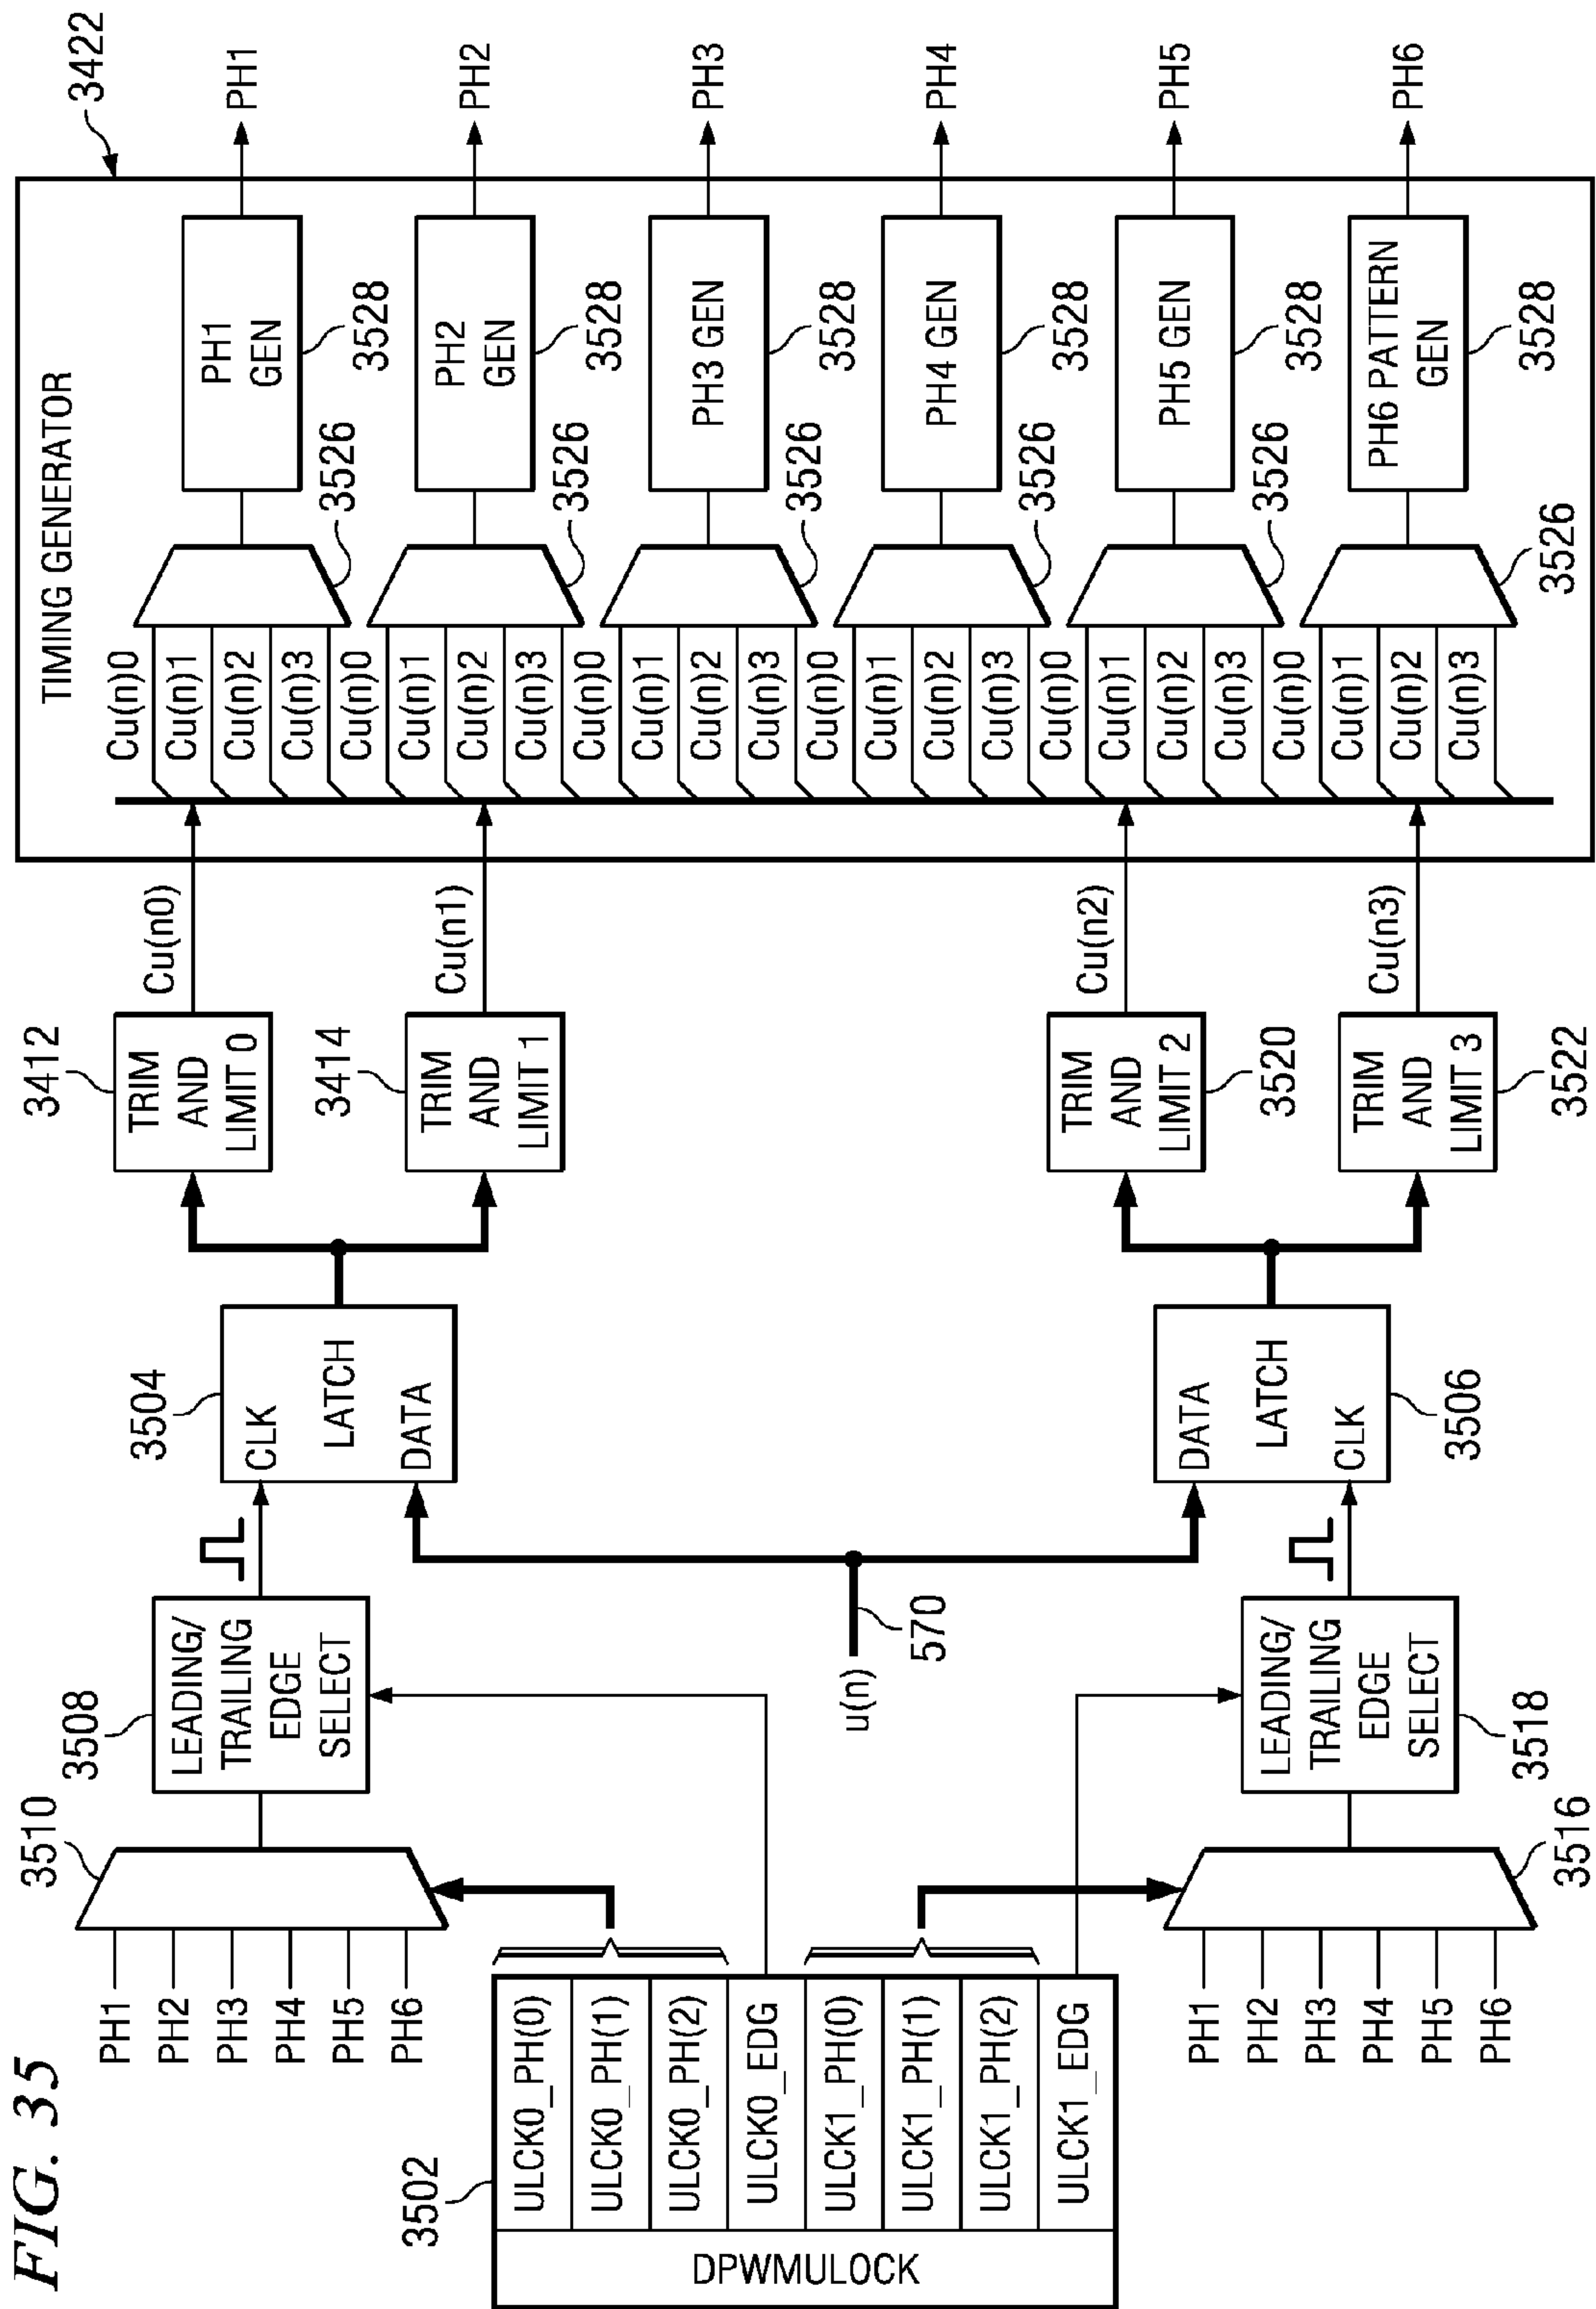 FIG. 35
3502
DPWMULOCK
ULCK0_PH(0)
ULCK0_PH(1)
ULCK0_PH(2)
ULCK0_EDG
ULCK1_PH(0)
ULCK1_PH(1)
ULCK1_PH(2)
ULCK1_EDG
PH1
PH2
PH3
PH4
PH5
PH6
3510
3508
LEADING/
TRAILING
EDGE
SELECT
PH1
PH2
PH3
PH4
PH5
PH6
3516
LEADING/
TRAILING
EDGE
SELECT
3518
u(n)
570
3504
CLK
LATCH
DATA
DATA
LATCH
CLK
3506
3412
TRIM
AND
LIMIT 0
3414
TRIM
AND
LIMIT 1
TRIM
AND
LIMIT 2
3520
TRIM
AND
LIMIT 3
3522
Cu(n0)
Cu(n1)
Cu(n2)
Cu(n3)
TIMING GENERATOR
3422
Cu(n)0
Cu(n)1
Cu(n)2
Cu(n)3
Cu(n)0
Cu(n)1
Cu(n)2
Cu(n)3
Cu(n)0
Cu(n)1
Cu(n)2
Cu(n)3
Cu(n)0
Cu(n)1
Cu(n)2
Cu(n)3
Cu(n)0
Cu(n)1
Cu(n)2
Cu(n)3
Cu(n)0
Cu(n)1
Cu(n)2
Cu(n)3
3526
3526
3526
3526
3526
3526
PH1
GEN
3528
PH2
GEN
3528
PH3 GEN
3528
PH4 GEN
3528
PH5 GEN
3528
PH6 PATTERN
GEN
3528
PH1
PH2
PH3
PH4
PH5
PH6